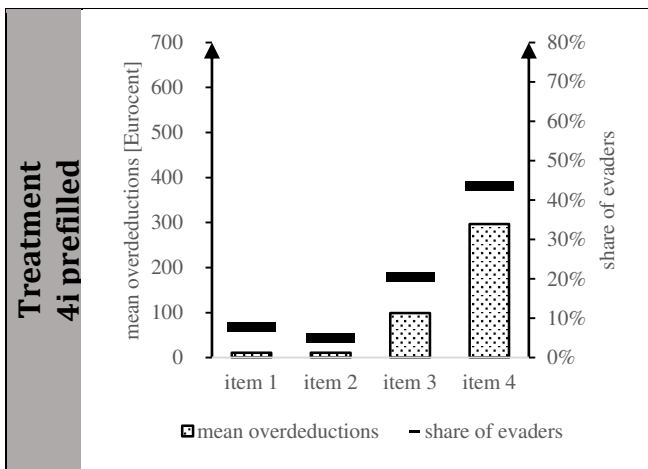 Treatment
4i prefilled
mean overdeductions [Eurocent]
700
600
500
400
300
200
100
0
80%
70%
60%
50%
40%
30%
20%
10%
0%
share of evaders
item 1 item 2 item 3 item 4
mean overdeductions share of evaders